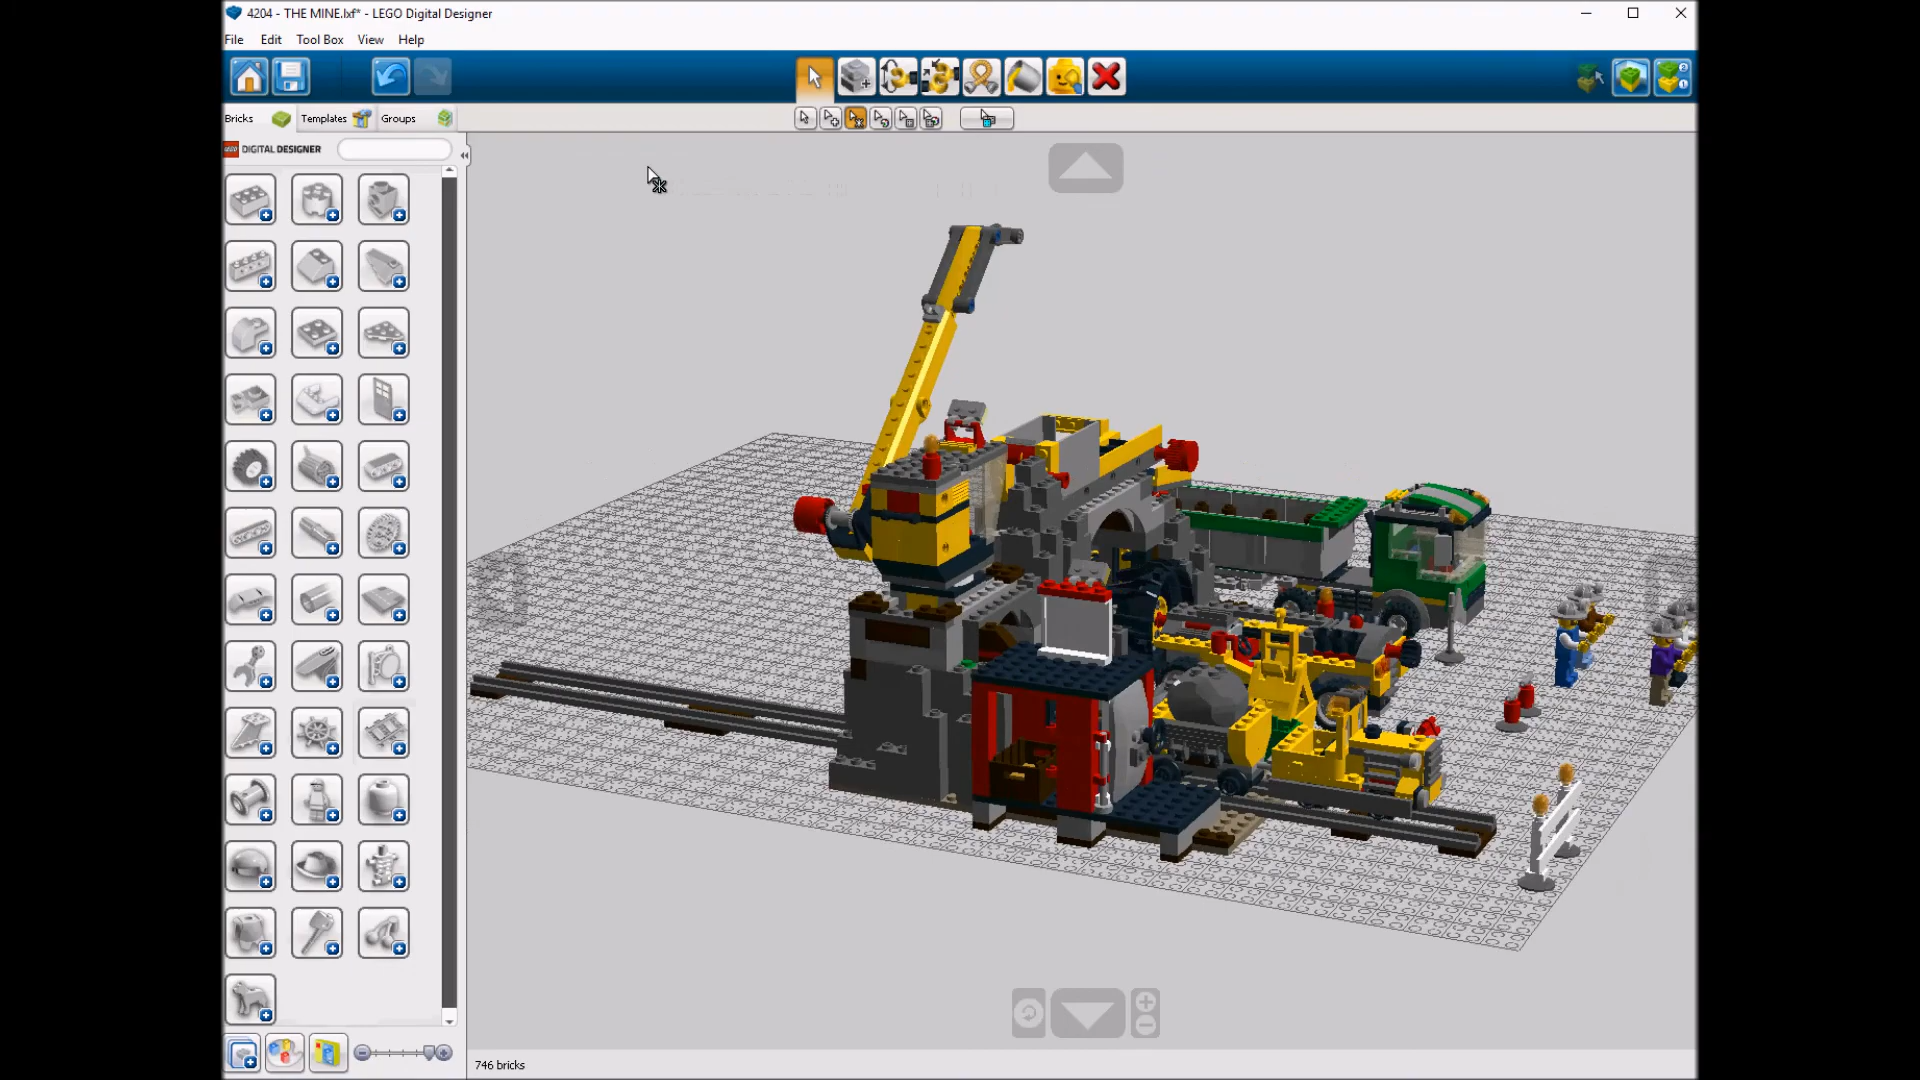 4204 - THE MINE.lxf* - LEGO Digital Designer
File Edit Tool Box View Help
Bricks Templates Groups
LEGO DIGITAL DESIGNER
746 bricks